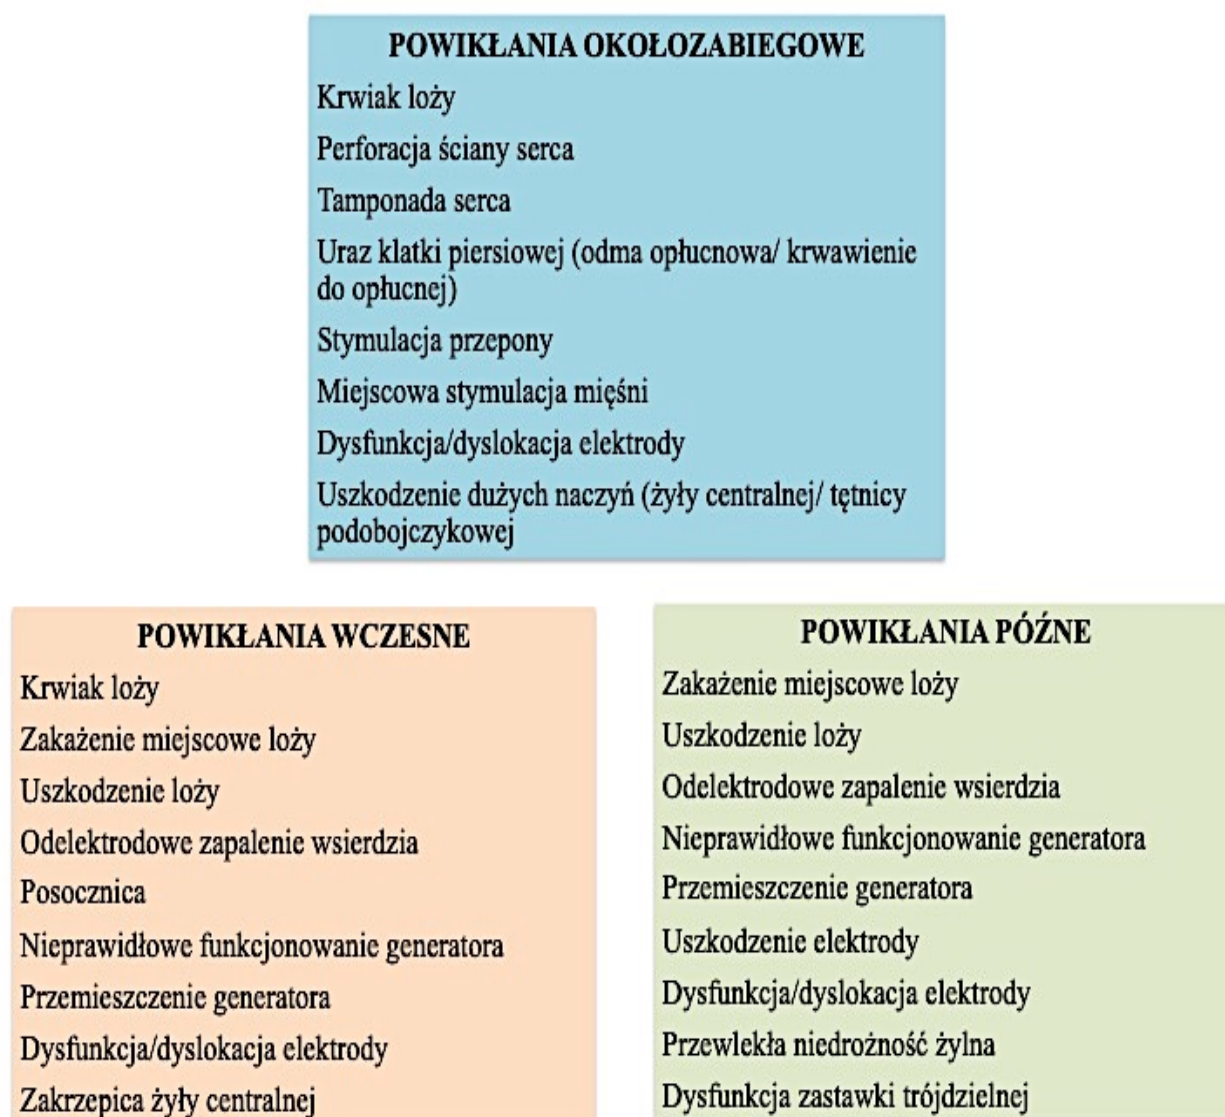 POWIKŁANIA OKOŁOZABIEGOWE
Krwiak loży
Perforacja ściany serca
Tamponada serca
Uraz klatki piersiowej (odma opłucnowa/ krwawienie
do opłucnej)
Stymulacja przepony
Miejscowa stymulacja mięśni
Dysfunkcja/dyslokacja elektrody
Uszkodzenie dużych naczyń (żyły centralnej/ tętnicy
podobojczykowej
POWIKŁANIA WCZESNE
Krwiak loży
Zakażenie miejscowe loży
Uszkodzenie loży
Odelektrodowe zapalenie wsierdzia
Posocznica
Nieprawidłowe funkcjonowanie generatora
Przemieszczenie generatora
Dysfunkcja/dyslokacja elektrody
Zakrzepica żyły centralnej
POWIKŁANIA PÓŹNE
Zakażenie miejscowe loży
Uszkodzenie loży
Odelektrodowe zapalenie wsierdzia
Nieprawidłowe funkcjonowanie generatora
Przemieszczenie generatora
Uszkodzenie elektrody
Dysfunkcja/dyslokacja elektrody
Przewlekła niedrożność żylna
Dysfunkcja zastawki trójdzielnej